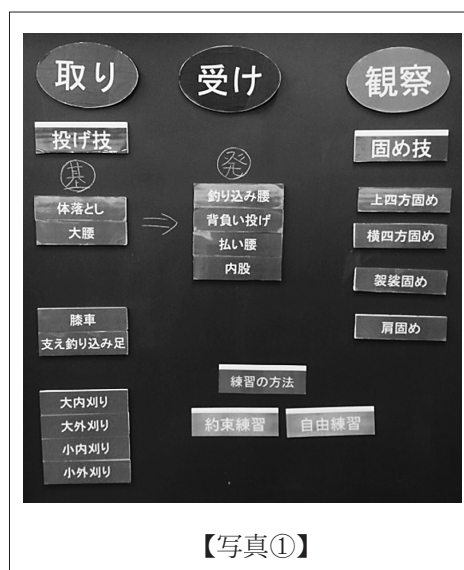 取り
受け
観察
投げ技
基
体落とし
大腰
膝車
支え釣り込み足
大内刈り
大外刈り
小内刈り
小外刈り
発
釣り込み腰
背負い投げ
払い腰
内股
練習の方法
約束練習
自由練習
固め技
上四方固め
横四方固め
袈裟固め
肩固め
【写真①】